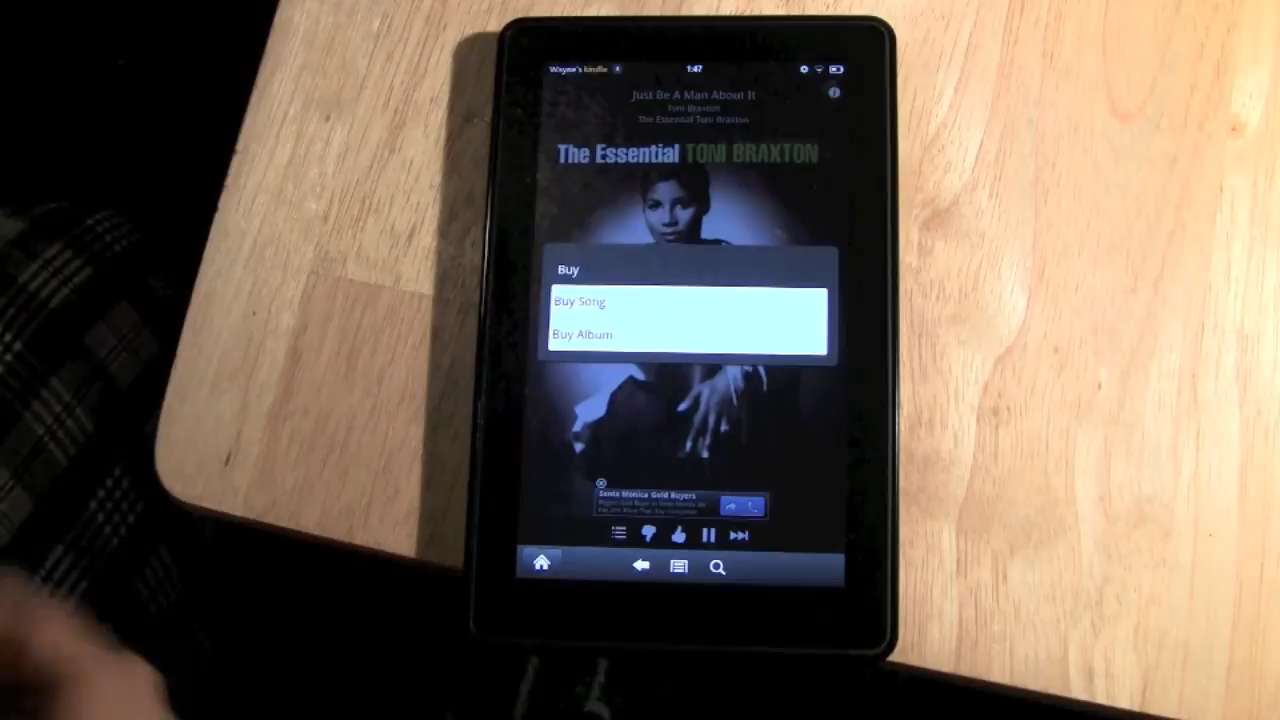 Wayne's kindle 4 1:47
Just Be A Man About It
Toni Braxton
The Essential Toni Braxton
The Essential TONI BRAXTON
Buy
Buy Song
Buy Album
Santa Monica Gold Buyers